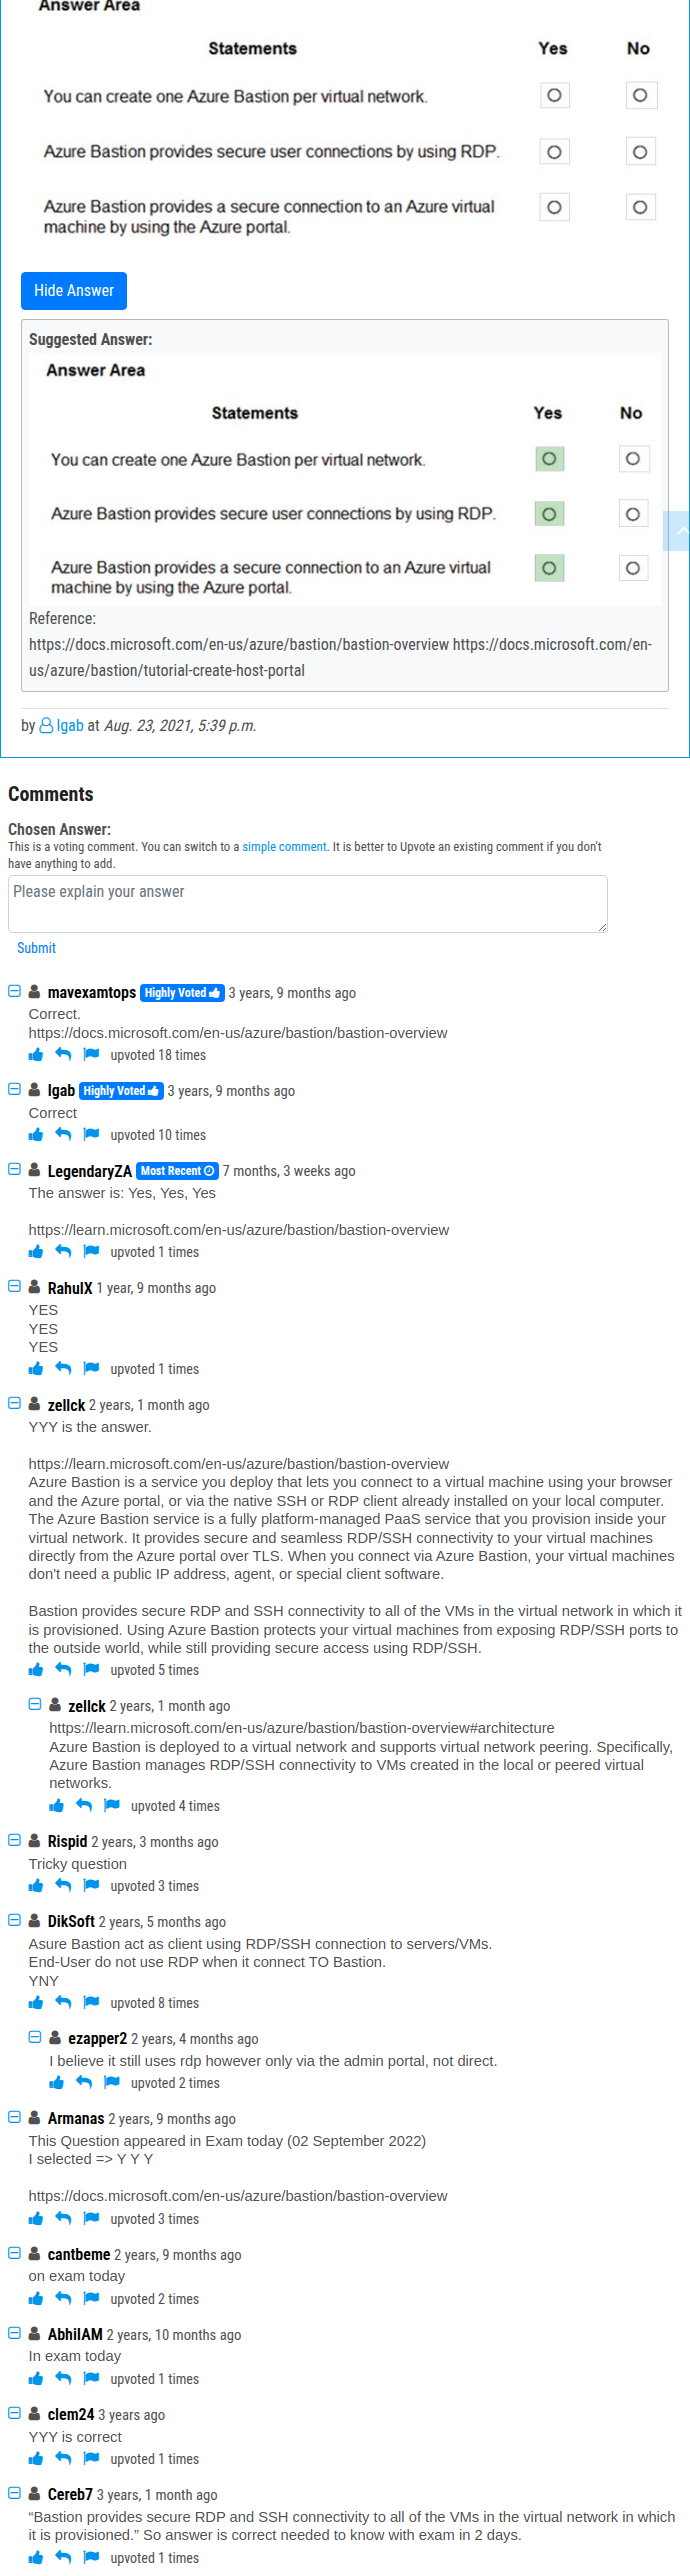 Answer Area
Statements Yes No
You can create one Azure Bastion per virtual network.
Azure Bastion provides secure user connections by using RDP.
Azure Bastion provides a secure connection to an Azure virtual
machine by using the Azure portal.
Hide Answer
Suggested Answer:
Answer Area
Statements Yes No
You can create one Azure Bastion per virtual network.
Azure Bastion provides secure user connections by using RDP.
Azure Bastion provides a secure connection to an Azure virtual
machine by using the Azure portal.
Reference:
https://docs.microsoft.com/en-us/azure/bastion/bastion-overview https://docs.microsoft.com/en-
us/azure/bastion/tutorial-create-host-portal
by lgab at Aug. 23, 2021, 5:39 p.m.
Comments
Chosen Answer:
This is a voting comment. You can switch to a simple comment. It is better to Upvote an existing comment if you don't
have anything to add.
Please explain your answer
Submit
mavexamtops Highly Voted 3 years, 9 months ago
Correct.
https://docs.microsoft.com/en-us/azure/bastion/bastion-overview
upvoted 18 times
lgab Highly Voted 3 years, 9 months ago
Correct
upvoted 10 times
LegendaryZA Most Recent 7 months, 3 weeks ago
The answer is: Yes, Yes, Yes
https://learn.microsoft.com/en-us/azure/bastion/bastion-overview
upvoted 1 times
RahulX 1 year, 9 months ago
YES
YES
YES
upvoted 1 times
zellck 2 years, 1 month ago
YYY is the answer.
https://learn.microsoft.com/en-us/azure/bastion/bastion-overview
Azure Bastion is a service you deploy that lets you connect to a virtual machine using your browser
and the Azure portal, or via the native SSH or RDP client already installed on your local computer.
The Azure Bastion service is a fully platform-managed PaaS service that you provision inside your
virtual network. It provides secure and seamless RDP/SSH connectivity to your virtual machines
directly from the Azure portal over TLS. When you connect via Azure Bastion, your virtual machines
don't need a public IP address, agent, or special client software.
Bastion provides secure RDP and SSH connectivity to all of the VMs in the virtual network in which it
is provisioned. Using Azure Bastion protects your virtual machines from exposing RDP/SSH ports to
the outside world, while still providing secure access using RDP/SSH.
upvoted 5 times
zellck 2 years, 1 month ago
https://learn.microsoft.com/en-us/azure/bastion/bastion-overview#architecture
Azure Bastion is deployed to a virtual network and supports virtual network peering. Specifically,
Azure Bastion manages RDP/SSH connectivity to VMs created in the local or peered virtual
networks.
upvoted 4 times
Rispid 2 years, 3 months ago
Tricky question
upvoted 3 times
DikSoft 2 years, 5 months ago
Asure Bastion act as client using RDP/SSH connection to servers/VMs.
End-User do not use RDP when it connect TO Bastion.
YNY
upvoted 8 times
ezapper2 2 years, 4 months ago
I believe it still uses rdp however only via the admin portal, not direct.
upvoted 2 times
Armanas 2 years, 9 months ago
This Question appeared in Exam today (02 September 2022)
I selected => Y Y Y
https://docs.microsoft.com/en-us/azure/bastion/bastion-overview
upvoted 3 times
cantbeme 2 years, 9 months ago
on exam today
upvoted 2 times
AbhilAM 2 years, 10 months ago
In exam today
upvoted 1 times
clem24 3 years ago
YYY is correct
upvoted 1 times
Cereb7 3 years, 1 month ago
“Bastion provides secure RDP and SSH connectivity to all of the VMs in the virtual network in which
it is provisioned.” So answer is correct needed to know with exam in 2 days.
upvoted 1 times